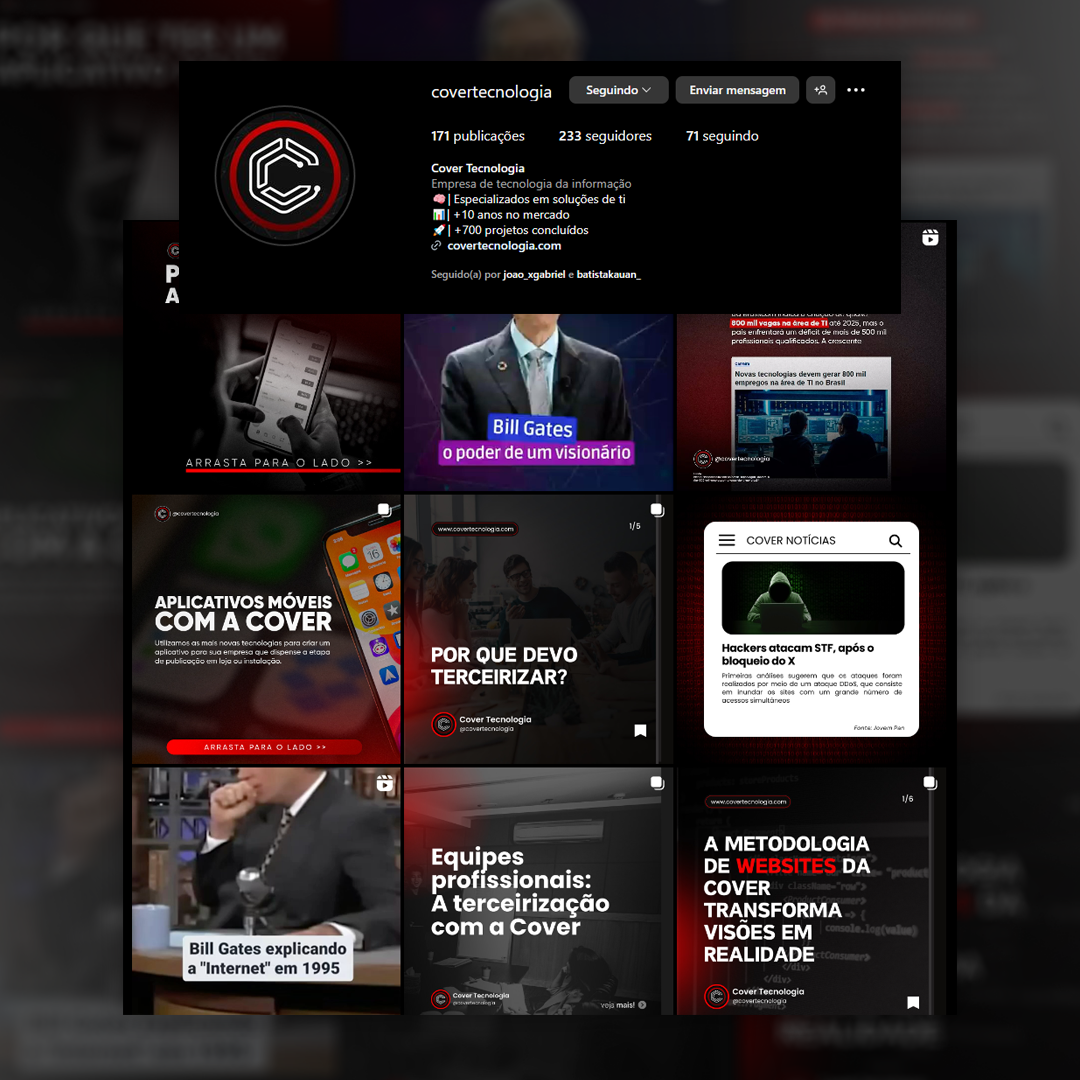 covertecnologia
Seguindo
Enviar mensagem
171 publicações
233 seguidores
71 seguindo
Cover Tecnologia
Empresa de tecnologia da informação
🧠| Especializados em soluções de ti
📊| +10 anos no mercado
🚀| +700 projetos concluídos
covertecnologia.com
Seguido(a) por joao_xgabriel e batistakauan_
P
A
ARRASTA PARA O LADO >>
Bill Gates
o poder de um visionário
800 mil vagas na área de TI até 2025, mas o
país enfrentará um déficit de mais de 500 mil
profissionais qualificados. A crescente
Novas tecnologias devem gerar 800 mil
empregos na área de TI no Brasil
@covertecnologia
@covertecnologia
APLICATIVOS MÓVEIS
COM A COVER
Utilizamos as mais novas tecnologias para criar um
aplicativo para sua empresa que dispense a etapa
de publicação em loja ou instalação.
ARRASTA PARA O LADO >>
www.covertecnologia.com
1/5
POR QUE DEVO
TERCEIRIZAR?
Cover Tecnologia
@covertecnologia
COVER NOTÍCIAS
Hackers atacam STF, após o
bloqueio do X
Primeiras análises sugerem que os ataques foram
realizados por meio de um ataque DDoS, que consiste
em inundar os sites com um grande número de
acessos simultâneos
Fonte: Jovem Pan
Bill Gates explicando
a "Internet" em 1995
Equipes
profissionais:
A terceirização
com a Cover
Cover Tecnologia
@covertecnologia
veja mais!
www.covertecnologia.com
1/6
A METODOLOGIA
DE WEBSITES DA
COVER
TRANSFORMA
VISÕES EM
REALIDADE
Cover Tecnologia
@covertecnologia